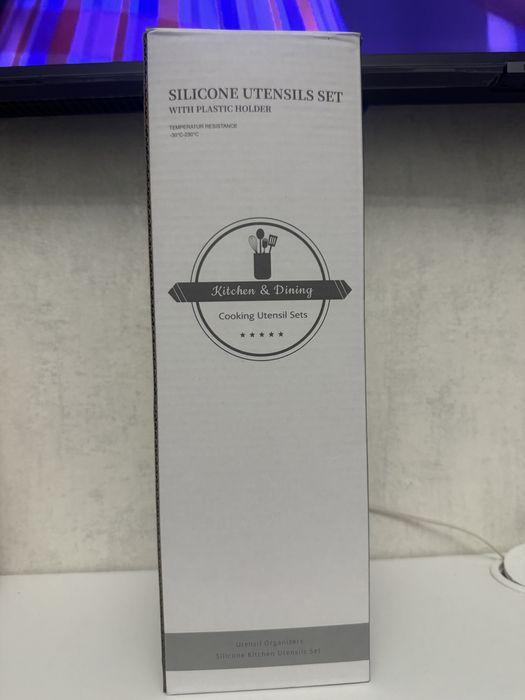 SILICONE UTENSILS SET
WITH PLASTIC HOLDER
TEMPERATUR RESISTANCE
-30°C-230°C
Kitchen & Dining
Cooking Utensil Sets
Utensil Organizers
Silicone Kitchen Utensils Set